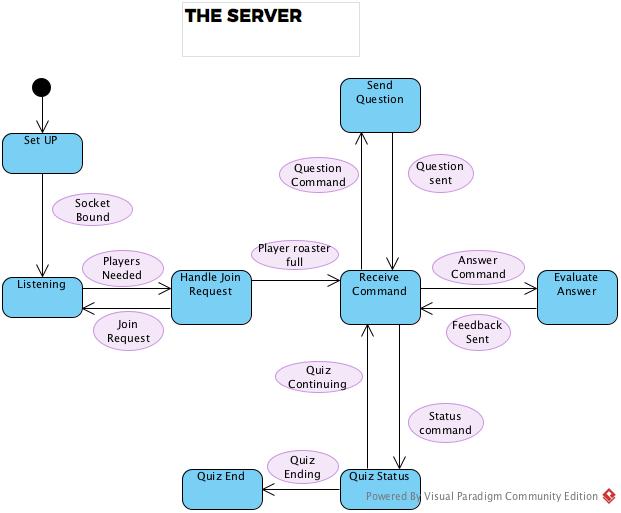 THE SERVER
Send
Question
Set UP
Question
Command
Question
sent
Socket
Bound
Players
Needed
Player roaster
full
Answer
Command
Listening
Handle Join
Request
Receive
Command
Evaluate
Answer
Join
Request
Feedback
Sent
Quiz
Continuing
Status
command
Quiz
Ending
Quiz End
Quiz Status
Powered By Visual Paradigm Community Edition